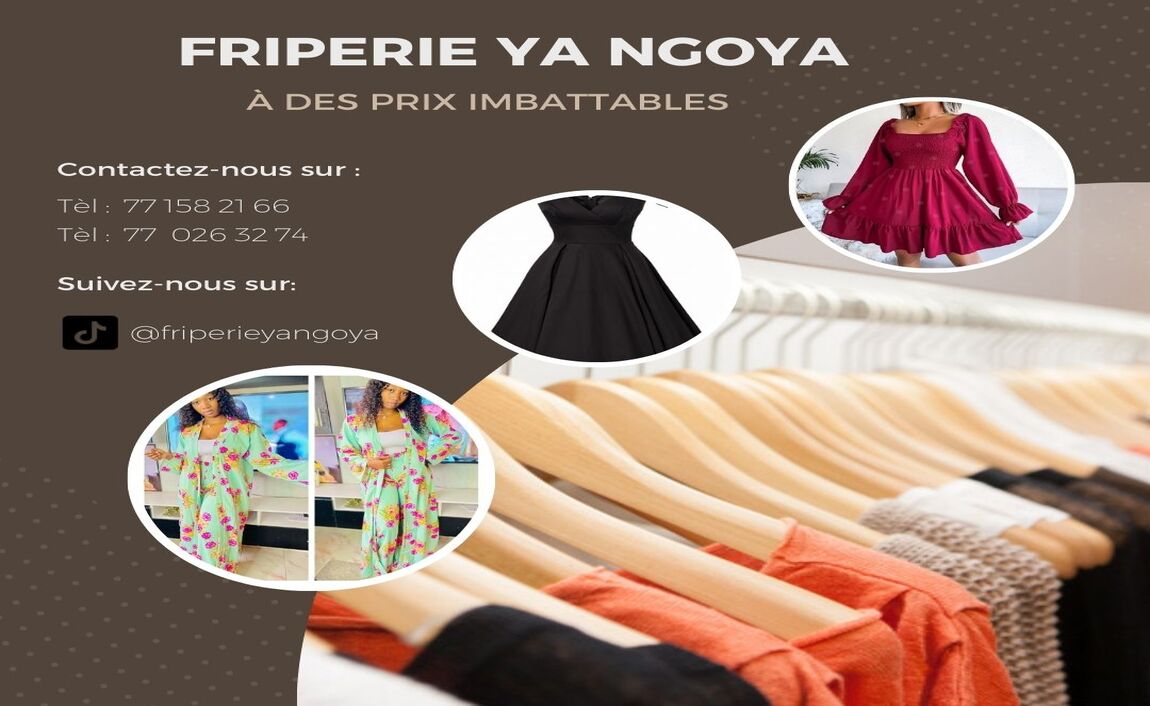 FRIPERIE YA NGOYA
À DES PRIX IMBATTABLES
Contactez-nous sur :
Tèl : 77 158 21 66
Tèl : 77 026 32 74
Suivez-nous sur:
@friperieyangoya